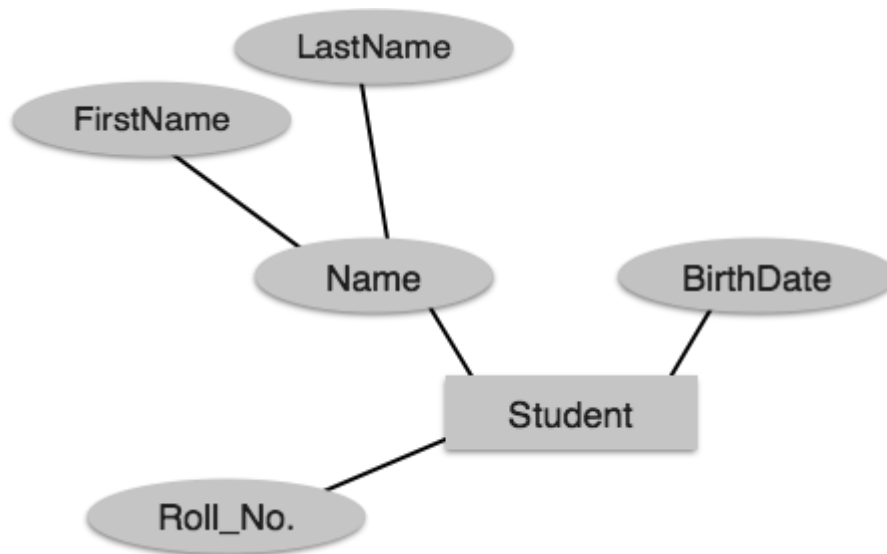 LastName
FirstName
Name
BirthDate
Student
Roll_No.